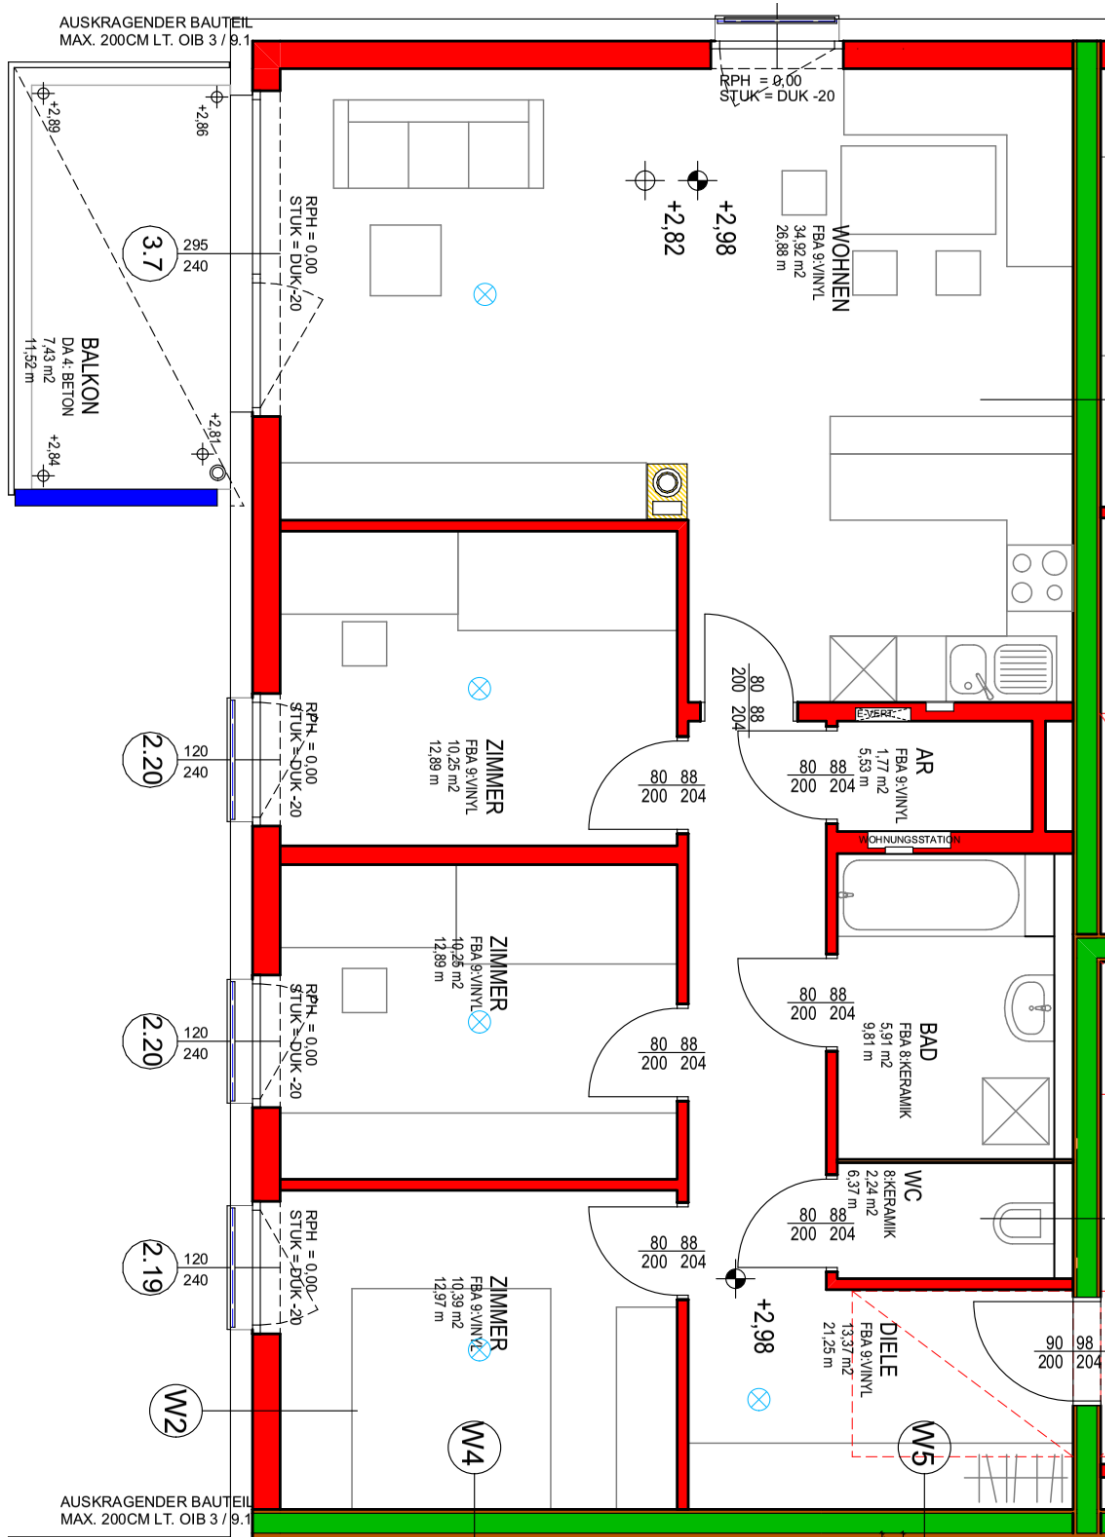 AUSKRAGENDER BAUTEIL
MAX. 200CM LT. OIB 3 / 9.1
RPH = 0,00
STUK = DUK -20
+2,89
+2,86
+2,82
+2,98
WOHNEN
FBA 9:VINYL
34,92 m2
26,88 m
3.7
295
240
RPH = 0,00
STUK = DUK -20
BALKON
DA 4: BETON
7,43 m2
11,52 m
+2,81
+2,84
80 88
200 204
2.20
120
240
RPH = 0,00
STUK = DUK -20
ZIMMER
FBA 9:VINYL
10,25 m2
12,89 m
80 88
200 204
80 88
200 204
E-VERT.
AR
FBA 9:VINYL
1,77 m2
5,53 m
WOHNUNGSSTATION
2.20
120
240
RPH = 0,00
STUK = DUK -20
ZIMMER
FBA 9:VINYL
10,25 m2
12,89 m
80 88
200 204
80 88
200 204
BAD
FBA 8:KERAMIK
5,91 m2
9,81 m
WC
8:KERAMIK
2,24 m2
6,37 m
80 88
200 204
2.19
120
240
RPH = 0,00
STUK = DUK -20
ZIMMER
FBA 9:VINYL
10,39 m2
12,97 m
80 88
200 204
+2,98
DIELE
FBA 9:VINYL
13,37 m2
21,25 m
90 98
200 204
W2
W4
W5
AUSKRAGENDER BAUTEIL
MAX. 200CM LT. OIB 3 / 9.1